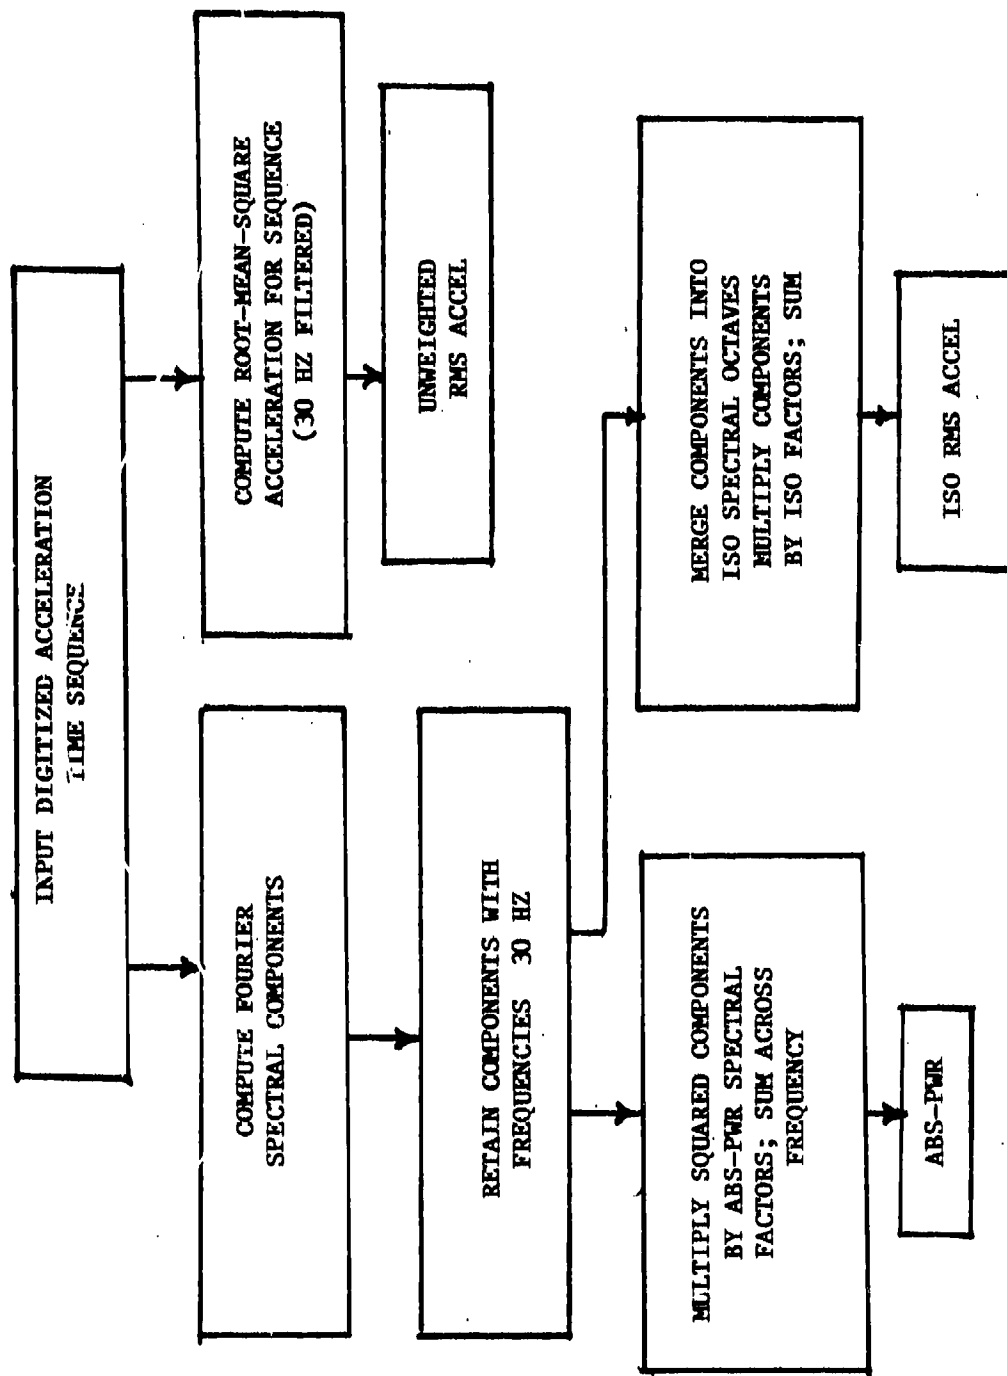 INPUT DIGITIZED ACCELERATION
TIME SEQUENCE
COMPUTE FOURIER
SPECTRAL COMPONENTS
COMPUTE ROOT-MEAN-SQUARE
ACCELERATION FOR SEQUENCE
(30 HZ FILTERED)
RETAIN COMPONENTS WITH
FREQUENCIES 30 HZ
UNWEIGHTED
RMS ACCEL
MULTIPLY SQUARED COMPONENTS
BY ABS-PWR SPECTRAL
FACTORS; SUM ACROSS
FREQUENCY
MERGE COMPONENTS INTO
ISO SPECTRAL OCTAVES
MULTIPLY COMPONENTS
BY ISO FACTORS; SUM
ABS-PWR
ISO RMS ACCEL